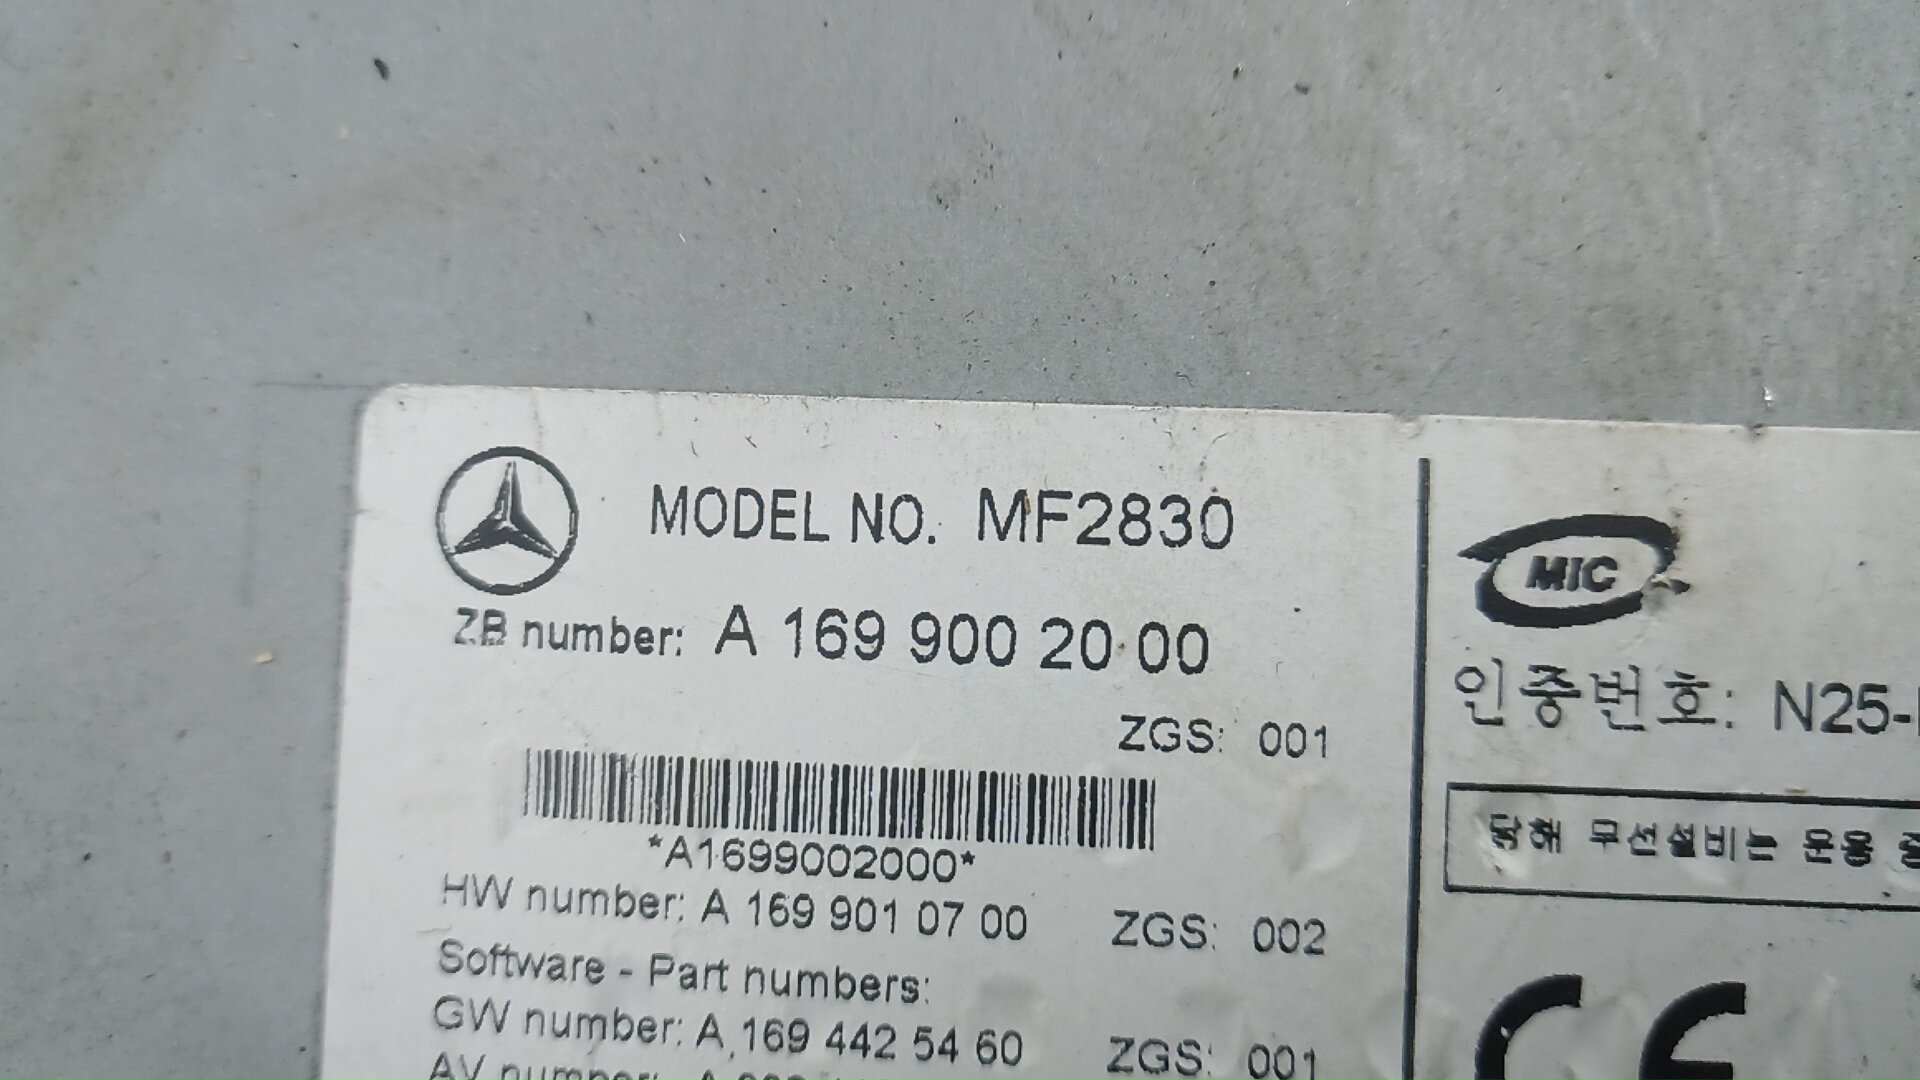 MODEL NO. MF2830
ZB number: A 169 900 20 00
ZGS: 001
*A1699002000*
HW number: A 169 901 07 00 ZGS: 002
Software - Part numbers:
GW number: A 169 442 54 60 ZGS: 001
AV number:
MIC
인증번호: N25-
당해 무선설비는 운용
CE